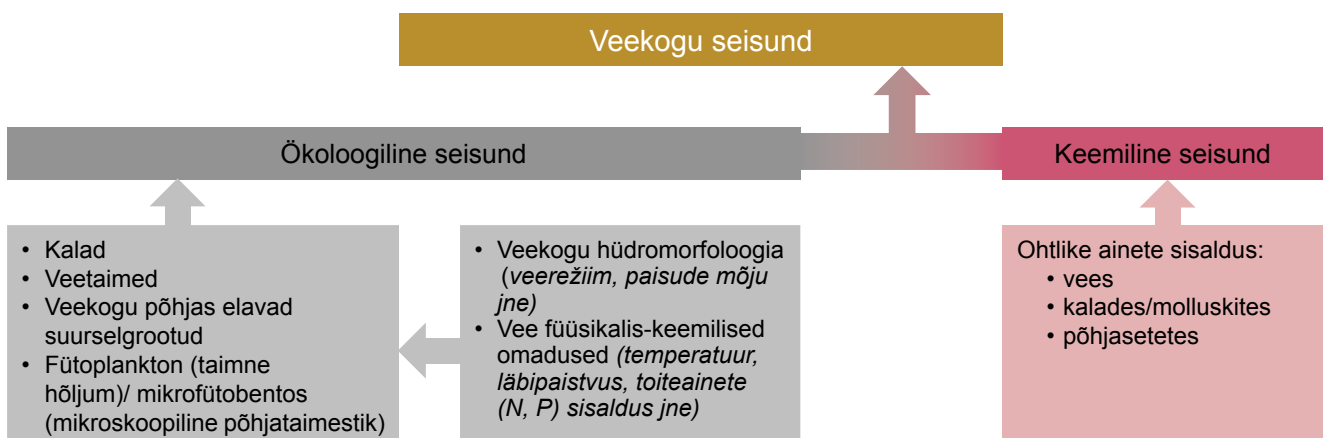 Veekogu seisund
Ökoloogiline seisund
Keemiline seisund
• Kalad
• Veetaimed
• Veekogu põhjas elavad
suurselgrootud
• Fütoplankton (taimne
hõljum)/ mikrofütobentos
(mikroskoopiline põhjataimestik)
• Veekogu hüdromorfoloogia
(veerežiim, paisude mõju
jne)
• Vee füüsikalis-keemilised
omadused (temperatuur,
läbipaistvus, toiteainete
(N, P) sisaldus jne)
Ohtlike ainete sisaldus:
• vees
• kalades/molluskites
• põhjasetetes